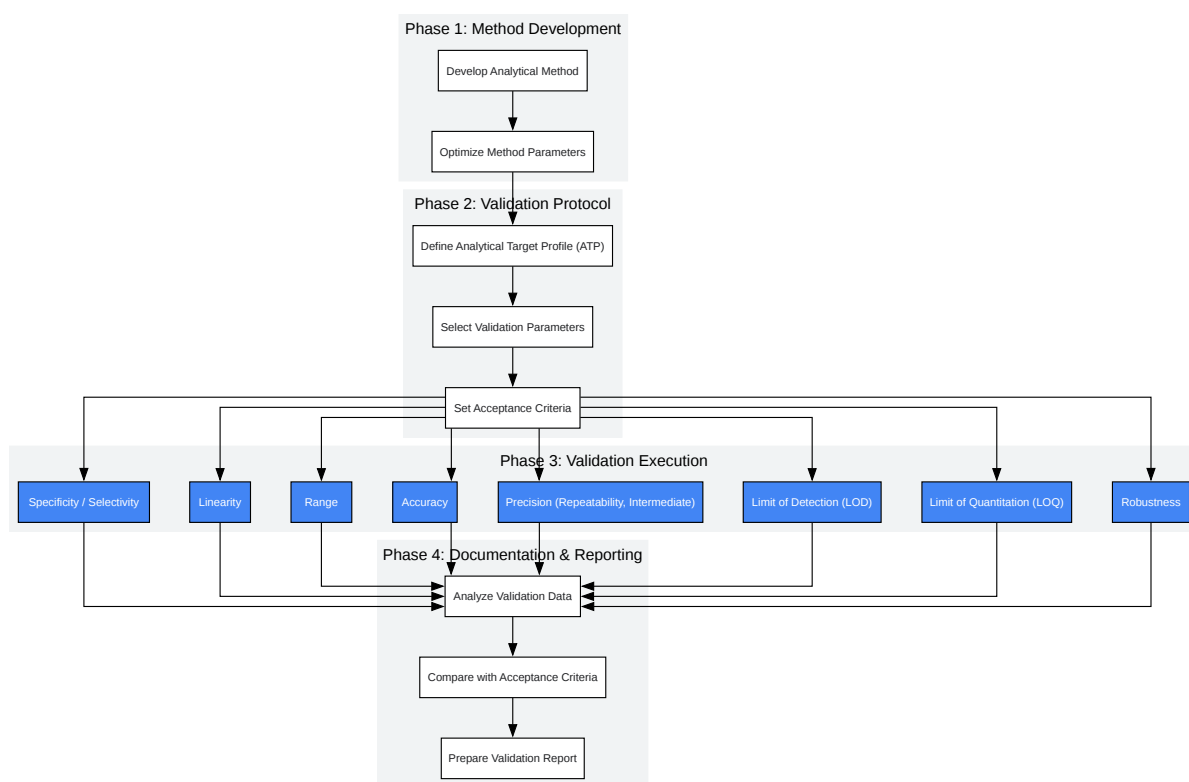 Phase 1: Method Development
Develop Analytical Method
Optimize Method Parameters
Phase 2: Validation Protocol
Define Analytical Target Profile (ATP)
Select Validation Parameters
Set Acceptance Criteria
Phase 3: Validation Execution
Specificity / Selectivity
Linearity
Range
Accuracy
Precision (Repeatability, Intermediate)
Limit of Detection (LOD)
Limit of Quantitation (LOQ)
Robustness
Phase 4: Documentation & Reporting
Analyze Validation Data
Compare with Acceptance Criteria
Prepare Validation Report